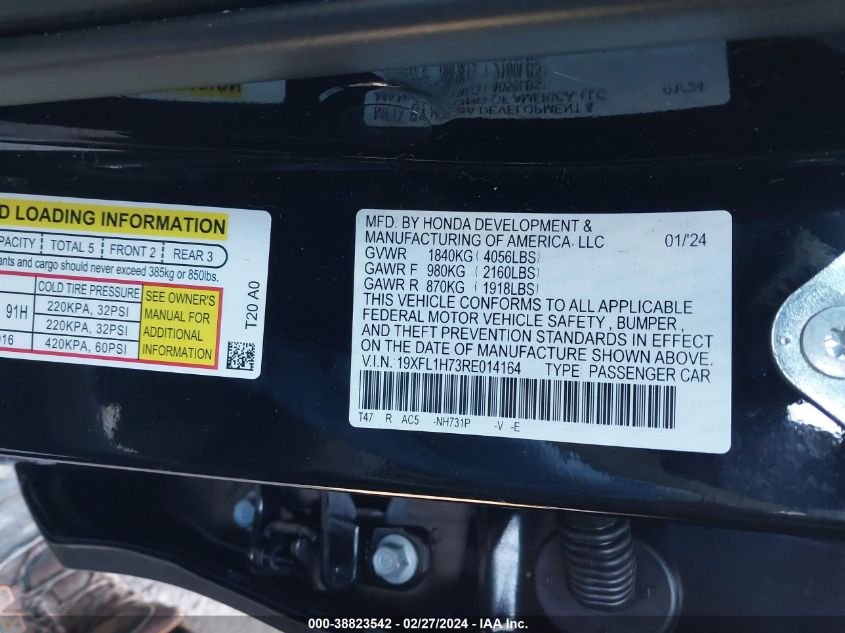 D LOADING INFORMATION
APACITY TOTAL 5 FRONT 2 REAR 3
ants and cargo should never exceed 385kg or 850lbs.
COLD TIRE PRESSURE
91H 220KPA, 32PSI
220KPA, 32PSI
016 420KPA, 60PSI
SEE OWNER'S
MANUAL FOR
ADDITIONAL
INFORMATION
T20 A0
MFD. BY HONDA DEVELOPMENT &
MANUFACTURING OF AMERICA, LLC 01/'24
GVWR 1840KG ( 4056LBS)
GAWR F 980KG ( 2160LBS)
GAWR R 870KG ( 1918LBS)
THIS VEHICLE CONFORMS TO ALL APPLICABLE
FEDERAL MOTOR VEHICLE SAFETY , BUMPER ,
AND THEFT PREVENTION STANDARDS IN EFFECT
ON THE DATE OF MANUFACTURE SHOWN ABOVE.
V.I.N.: 19XFL1H73RE014164 TYPE: PASSENGER CAR
T47 R AC5 -NH731P -V -E
000-38823542 - 02/27/2024 - IAA Inc.